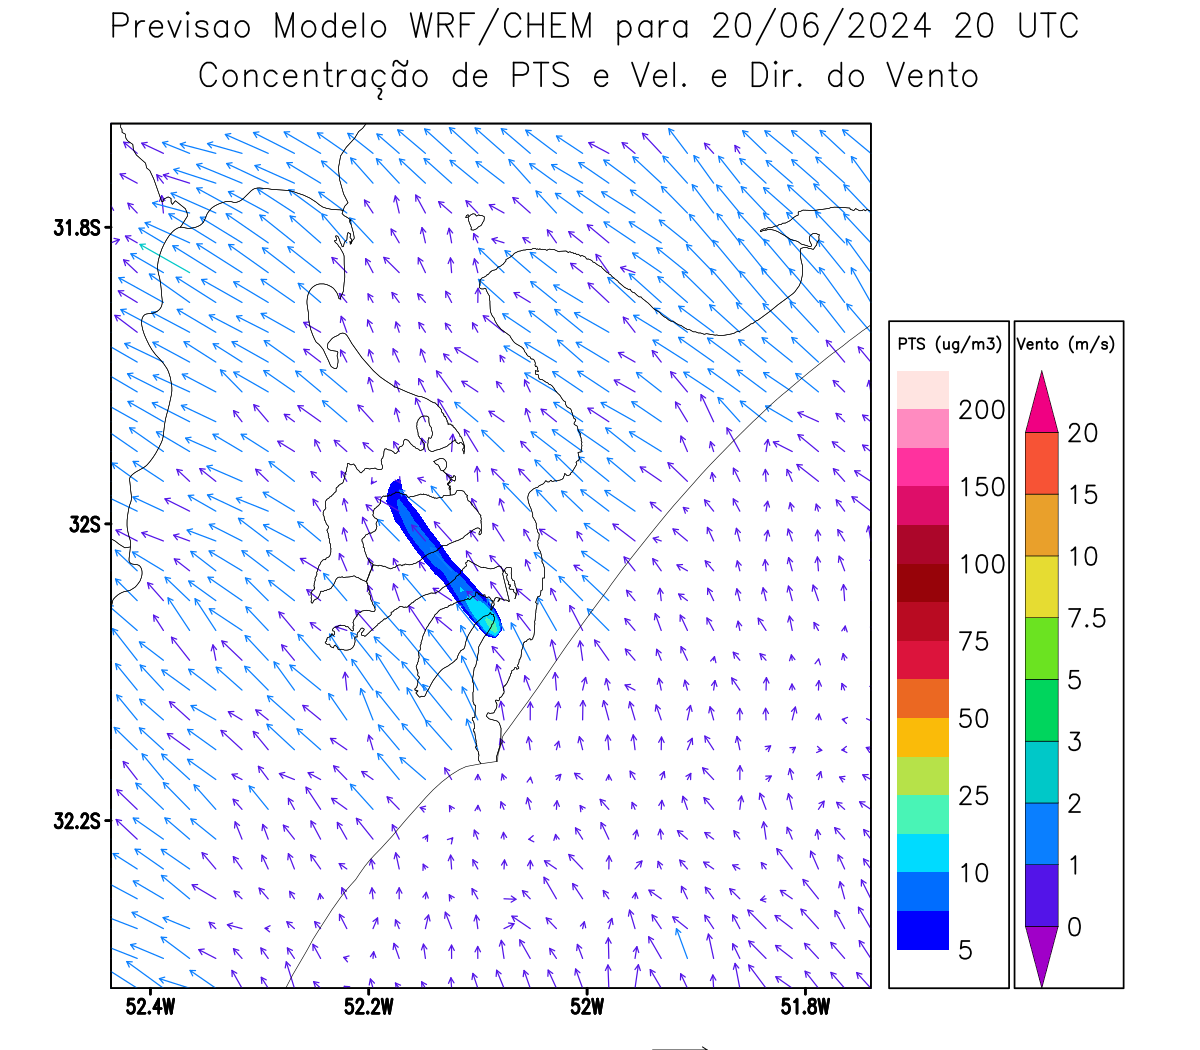 Previsao Modelo WRF/CHEM para 20/06/2024 20 UTC
Concentração de PTS e Vel. e Dir. do Vento
31.8S
32S
32.2S
52.4W
52.2W
52W
51.8W
PTS (ug/m3)
200
150
100
75
50
25
10
5
Vento (m/s)
20
15
10
7.5
5
3
2
1
0